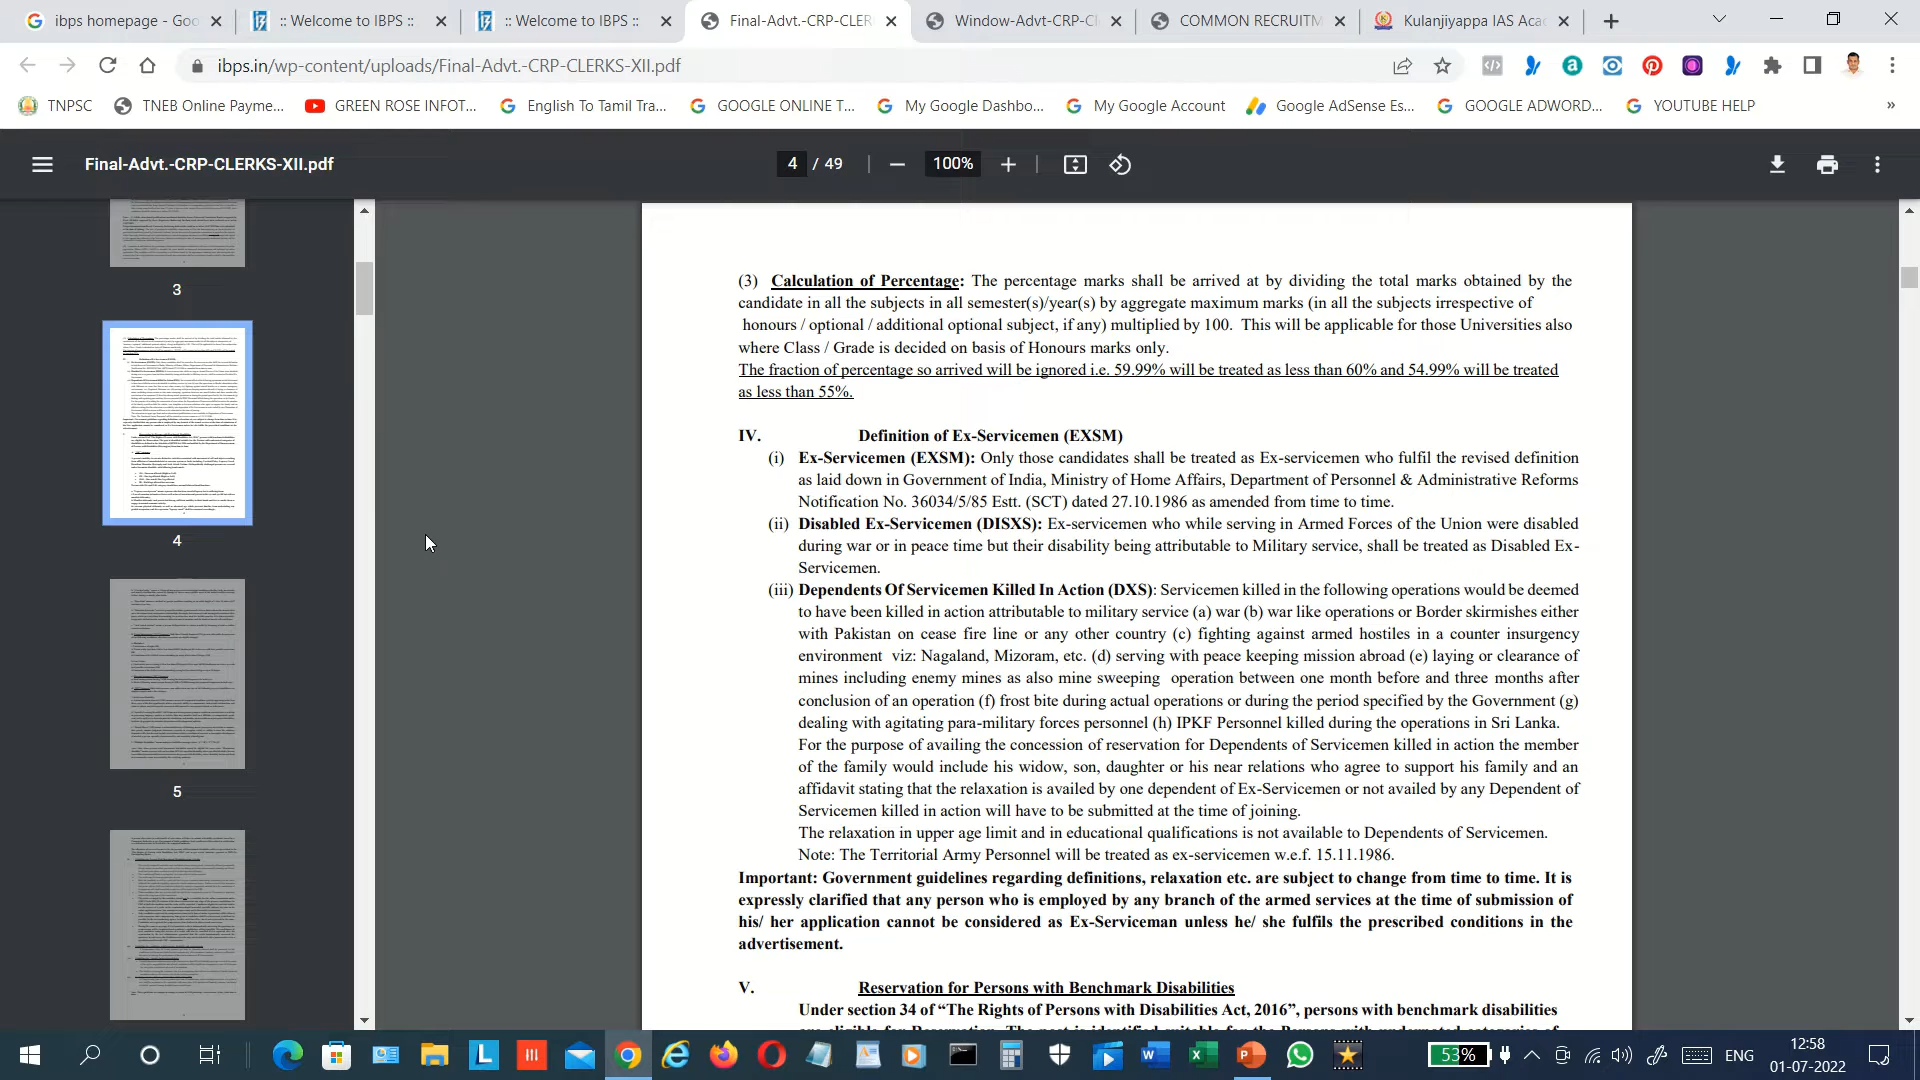 ibps homepage - Goo
:: Welcome to IBPS ::
:: Welcome to IBPS ::
Final-Advt.-CRP-CLER
Window-Advt-CRP-Cl
COMMON RECRUITM
Kulanjiyappa IAS Aca
ibps.in/wp-content/uploads/Final-Advt.-CRP-CLERKS-XII.pdf
TNPSC
TNEB Online Payme...
GREEN ROSE INFOT...
English To Tamil Tra...
GOOGLE ONLINE T...
My Google Dashbo...
My Google Account
Google AdSense Es...
GOOGLE ADWORD...
YOUTUBE HELP
»
Final-Advt.-CRP-CLERKS-XII.pdf
4 / 49
100%
3
4
5
(3) Calculation of Percentage: The percentage marks shall be arrived at by dividing the total marks obtained by the
candidate in all the subjects in all semester(s)/year(s) by aggregate maximum marks (in all the subjects irrespective of
honours / optional / additional optional subject, if any) multiplied by 100. This will be applicable for those Universities also
where Class / Grade is decided on basis of Honours marks only.
The fraction of percentage so arrived will be ignored i.e. 59.99% will be treated as less than 60% and 54.99% will be treated
as less than 55%.
IV. Definition of Ex-Servicemen (EXSM)
(i) Ex-Servicemen (EXSM): Only those candidates shall be treated as Ex-servicemen who fulfil the revised definition
as laid down in Government of India, Ministry of Home Affairs, Department of Personnel & Administrative Reforms
Notification No. 36034/5/85 Estt. (SCT) dated 27.10.1986 as amended from time to time.
(ii) Disabled Ex-Servicemen (DISXS): Ex-servicemen who while serving in Armed Forces of the Union were disabled
during war or in peace time but their disability being attributable to Military service, shall be treated as Disabled Ex-
Servicemen.
(iii) Dependents Of Servicemen Killed In Action (DXS): Servicemen killed in the following operations would be deemed
to have been killed in action attributable to military service (a) war (b) war like operations or Border skirmishes either
with Pakistan on cease fire line or any other country (c) fighting against armed hostiles in a counter insurgency
environment viz: Nagaland, Mizoram, etc. (d) serving with peace keeping mission abroad (e) laying or clearance of
mines including enemy mines as also mine sweeping operation between one month before and three months after
conclusion of an operation (f) frost bite during actual operations or during the period specified by the Government (g)
dealing with agitating para-military forces personnel (h) IPKF Personnel killed during the operations in Sri Lanka.
For the purpose of availing the concession of reservation for Dependents of Servicemen killed in action the member
of the family would include his widow, son, daughter or his near relations who agree to support his family and an
affidavit stating that the relaxation is availed by one dependent of Ex-Servicemen or not availed by any Dependent of
Servicemen killed in action will have to be submitted at the time of joining.
The relaxation in upper age limit and in educational qualifications is not available to Dependents of Servicemen.
Note: The Territorial Army Personnel will be treated as ex-servicemen w.e.f. 15.11.1986.
Important: Government guidelines regarding definitions, relaxation etc. are subject to change from time to time. It is
expressly clarified that any person who is employed by any branch of the armed services at the time of submission of
his/ her application cannot be considered as Ex-Serviceman unless he/ she fulfils the prescribed conditions in the
advertisement.
V. Reservation for Persons with Benchmark Disabilities
Under section 34 of “The Rights of Persons with Disabilities Act, 2016”, persons with benchmark disabilities
53%
ENG
12:58
01-07-2022